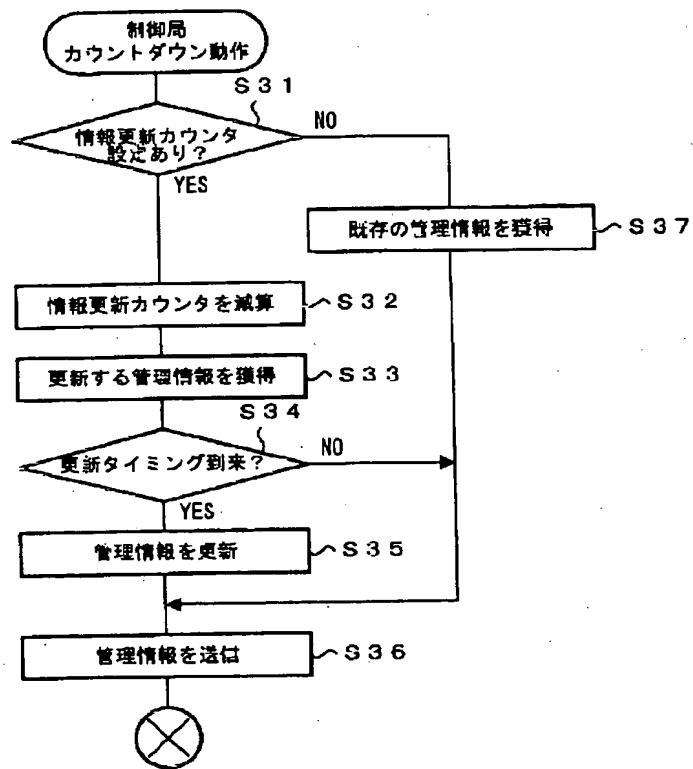 制御局
カウントダウン動作
S31
情報更新カウンタ
設定あり?
NO
YES
既存の管理情報を獲得
S37
情報更新カウンタを減算
S32
更新する管理情報を獲得
S33
S34
更新タイミング到来?
NO
YES
管理情報を更新
S35
管理情報を送信
S36